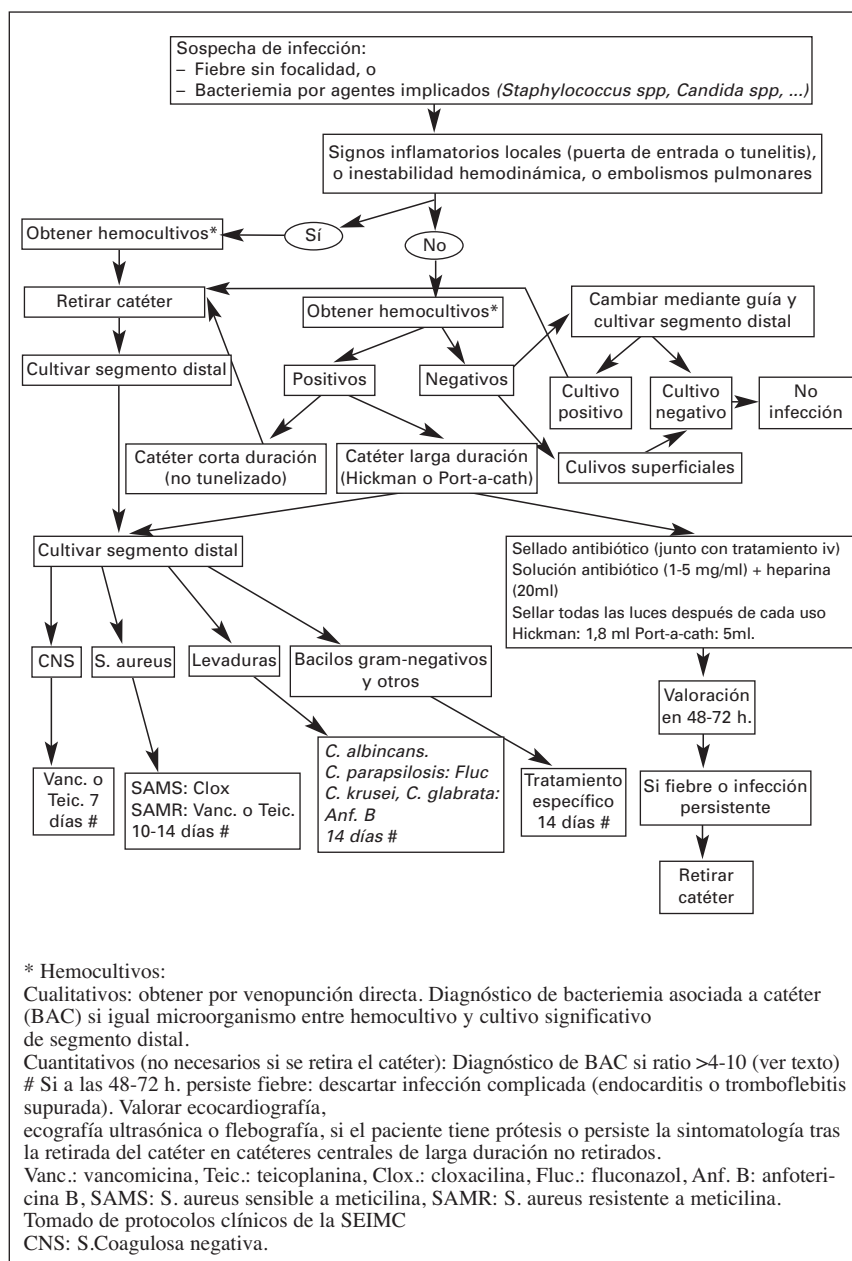 Sospecha de infección:
– Fiebre sin focalidad, o
– Bacteriemia por agentes implicados (Staphylococcus spp, Candida spp, ...)
Signos inflamatorios locales (puerta de entrada o tunelitis),
o inestabilidad hemodinámica, o embolismos pulmonares
Obtener hemocultivos*
Sí
No
Retirar catéter
Obtener hemocultivos*
Cambiar mediante guía y
cultivar segmento distal
Cultivar segmento distal
Positivos
Negativos
Cultivo
positivo
Cultivo
negativo
No
infección
Catéter corta duración
(no tunelizado)
Catéter larga duración
(Hickman o Port-a-cath)
Culivos superficiales
Cultivar segmento distal
Sellado antibiótico (junto con tratamiento iv)
Solución antibiótico (1-5 mg/ml) + heparina
(20ml)
Sellar todas las luces después de cada uso
Hickman: 1,8 ml Port-a-cath: 5ml.
CNS
S. aureus
Levaduras
Bacilos gram-negativos
y otros
Valoración
en 48-72 h.
Vanc. o
Teic. 7
días #
SAMS: Clox
SAMR: Vanc. o Teic.
10-14 días #
C. albincans.
C. parapsilosis: Fluc
C. krusei, C. glabrata:
Anf. B
14 días #
Tratamiento
específico
14 días #
Si fiebre o infección
persistente
Retirar
catéter
* Hemocultivos:
Cualitativos: obtener por venopunción directa. Diagnóstico de bacteriemia asociada a catéter
(BAC) si igual microorganismo entre hemocultivo y cultivo significativo
de segmento distal.
Cuantitativos (no necesarios si se retira el catéter): Diagnóstico de BAC si ratio >4-10 (ver texto)
# Si a las 48-72 h. persiste fiebre: descartar infección complicada (endocarditis o tromboflebitis
supurada). Valorar ecocardiografía,
ecografía ultrasónica o flebografía, si el paciente tiene prótesis o persiste la sintomatología tras
la retirada del catéter en catéteres centrales de larga duración no retirados.
Vanc.: vancomicina, Teic.: teicoplanina, Clox.: cloxacilina, Fluc.: fluconazol, Anf. B: anfoteri-
cina B, SAMS: S. aureus sensible a meticilina, SAMR: S. aureus resistente a meticilina.
Tomado de protocolos clínicos de la SEIMC
CNS: S.Coagulosa negativa.